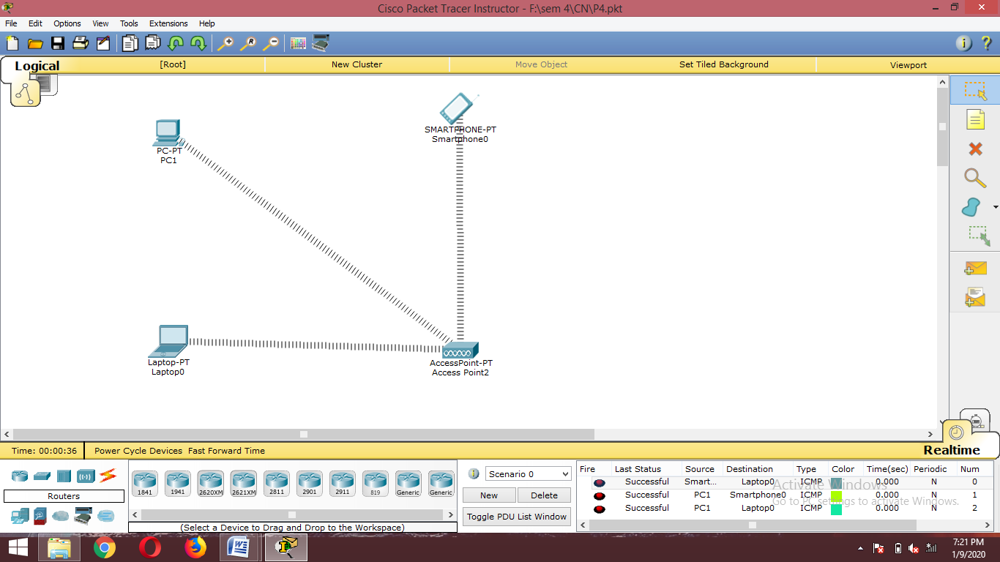 Cisco Packet Tracer Instructor - F:\sem 4\CN\P4.pkt
File Edit Options View Tools Extensions Help
Logical [Root] New Cluster Move Object Set Tiled Background Viewport
SMARTPHONE-PT
Smartphone0
PC-PT
PC1
Laptop-PT
Laptop0
AccessPoint-PT
Access Point2
Time: 00:00:36 Power Cycle Devices Fast Forward Time Realtime
Routers
1841 1941 2620XM 2621XM 2811 2901 2911 819 Generic Generic
(Select a Device to Drag and Drop to the Workspace)
Scenario 0
New Delete
Toggle PDU List Window
Fire Last Status Source Destination Type Color Time(sec) Periodic Num
Successful Smart... Laptop0 ICMP 0.000 N 0
Successful PC1 Smartphone0 ICMP 0.000 N 1
Successful PC1 Laptop0 ICMP 0.000 N 2
Activate Windows
Go to PC settings to activate Windows.
7:21 PM
1/9/2020